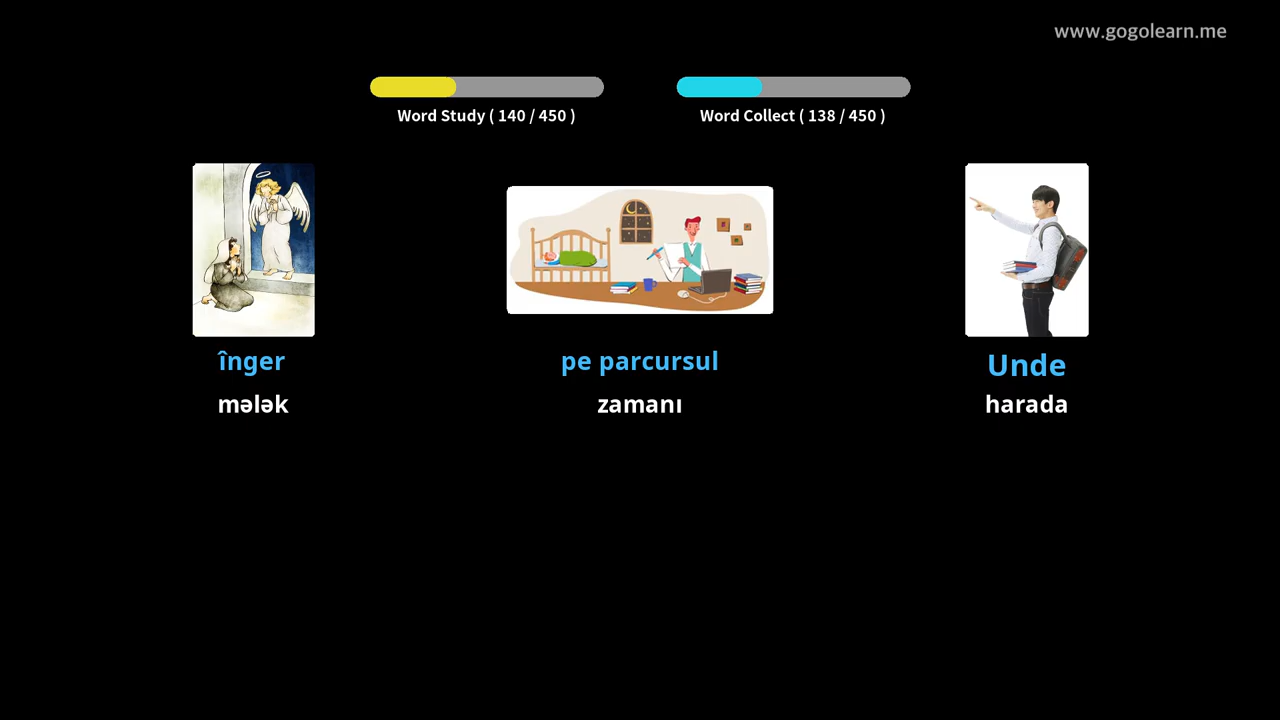 www.gogolearn.me
Word Study ( 140 / 450 )
Word Collect ( 138 / 450 )
înger
pe parcursul
Unde
mələk
zamanı
harada